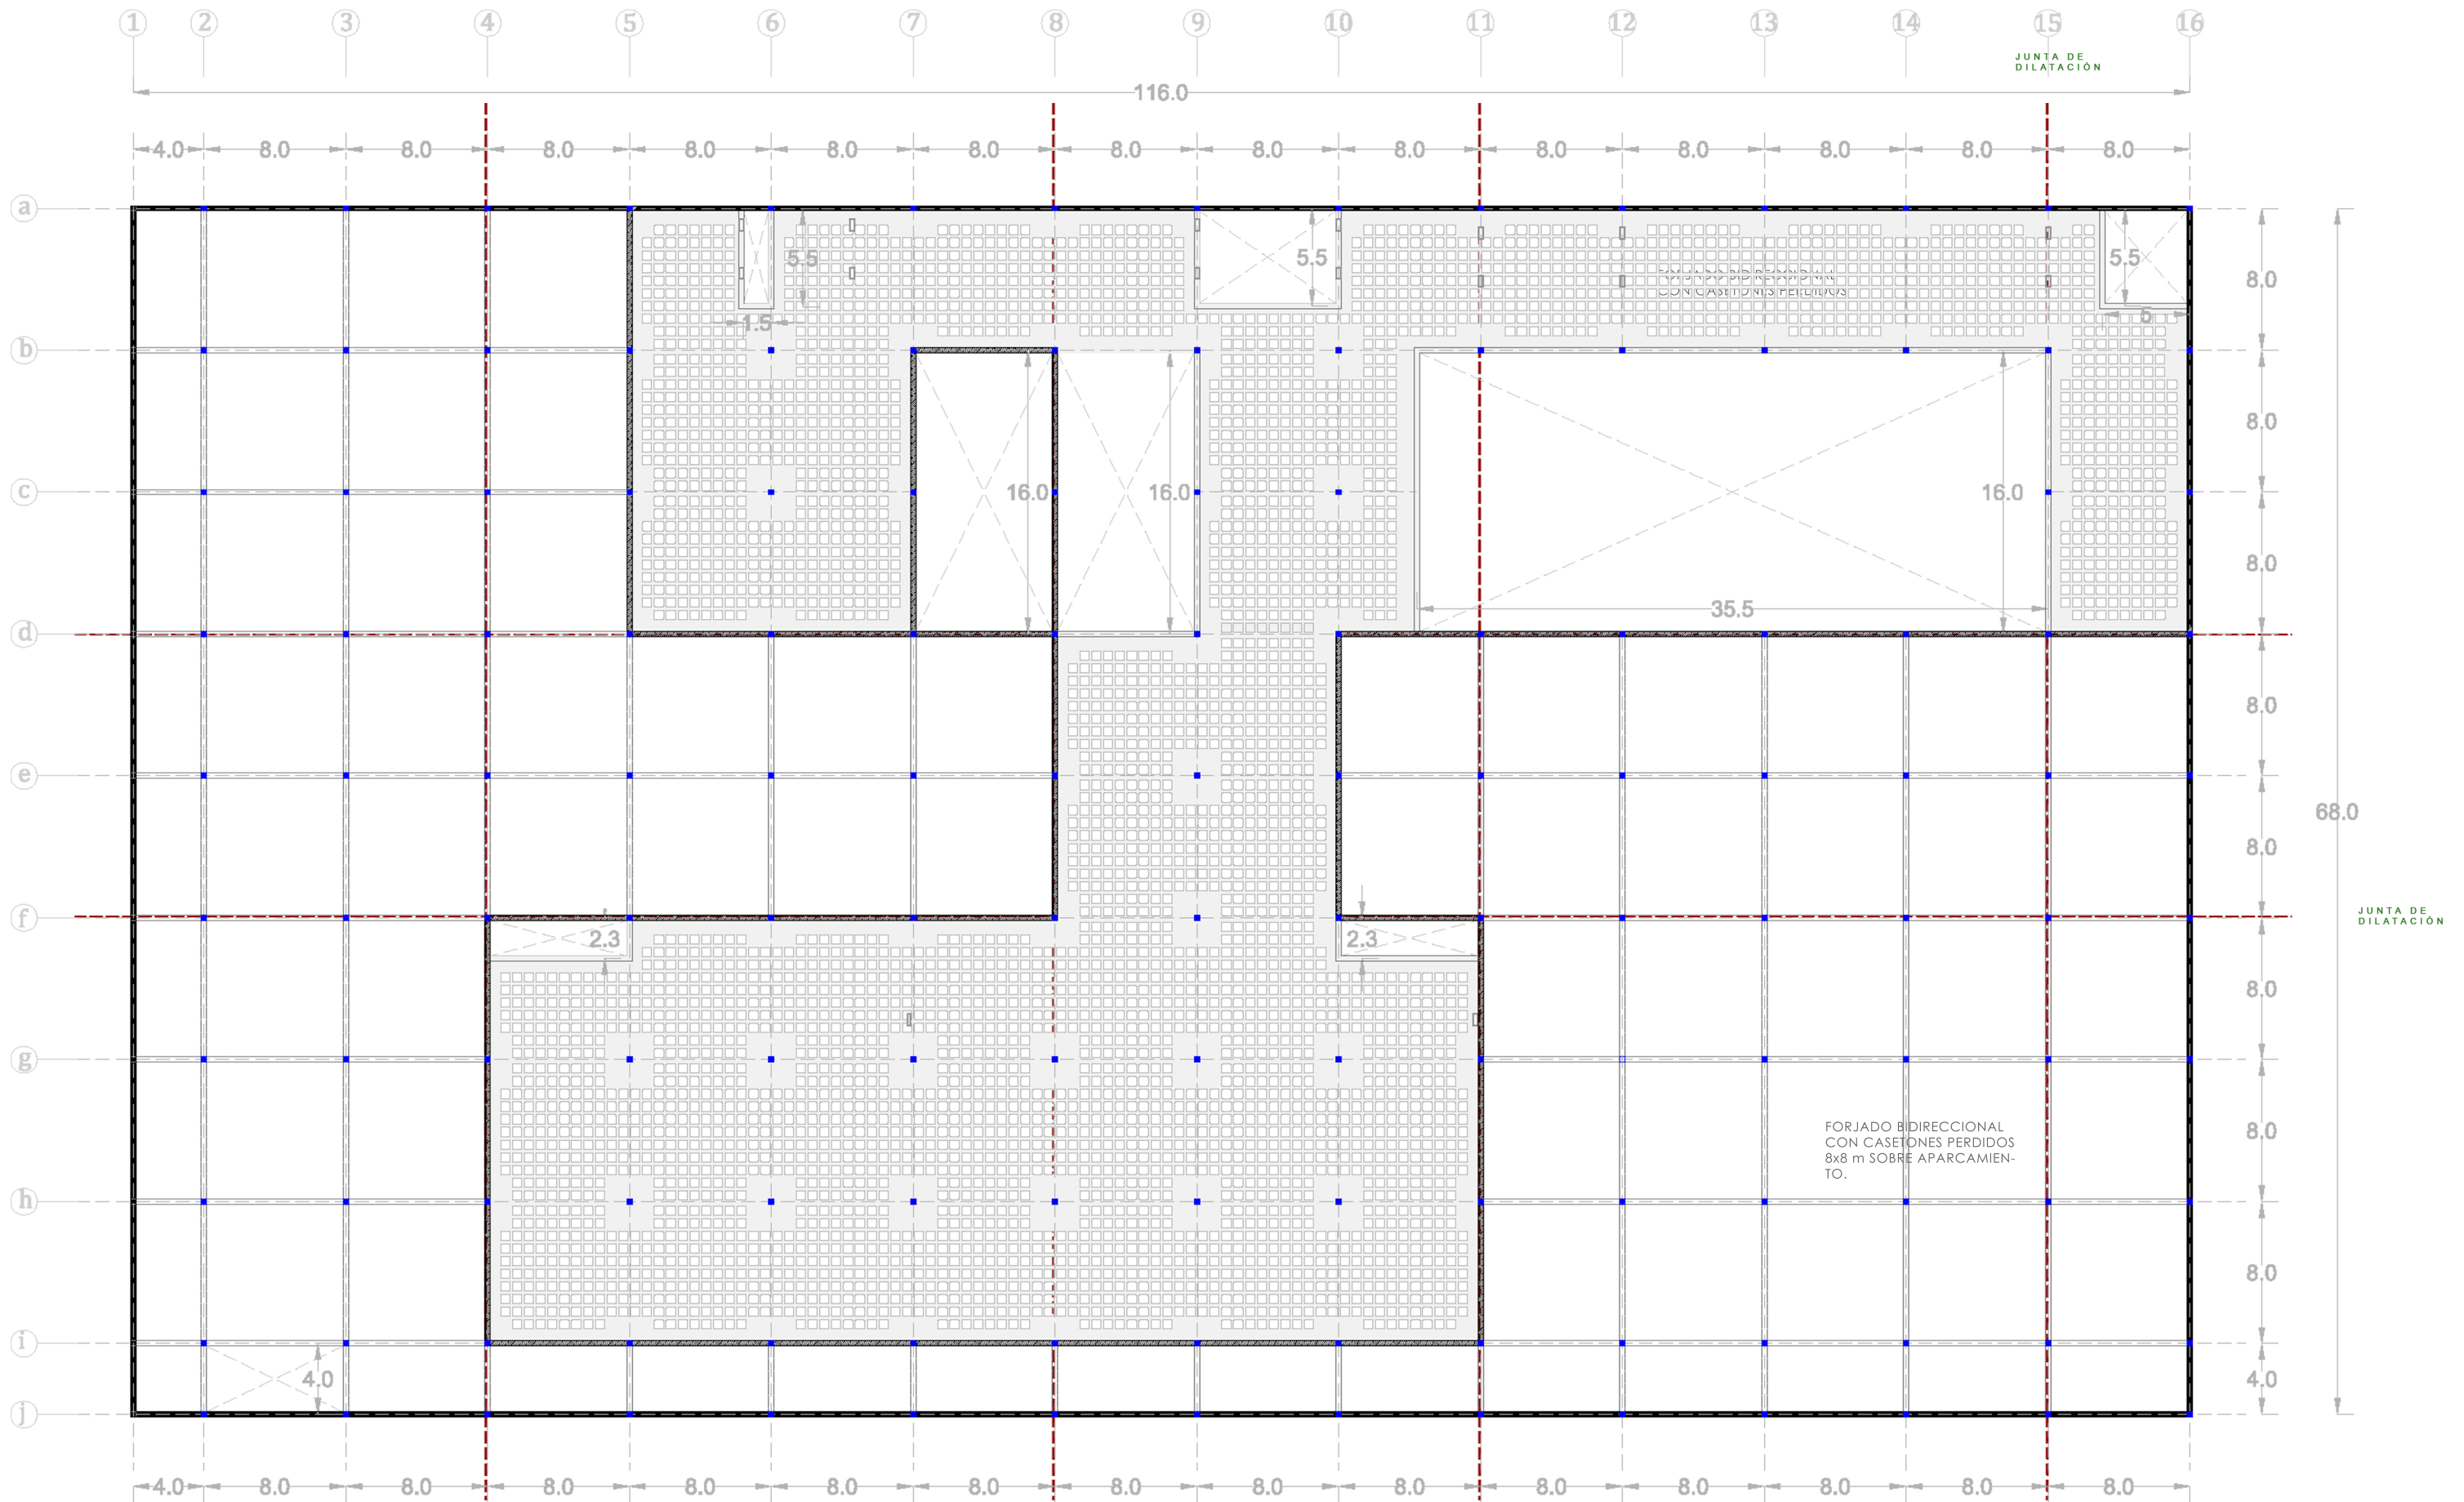 1 2 3 4 5 6 7 8 9 10 11 12 13 14 15 16
JUNTA DE
DILATACIÓN
116.0
4.0 8.0 8.0 8.0 8.0 8.0 8.0 8.0 8.0 8.0 8.0 8.0 8.0 8.0 8.0
a
5.5 5.5 5.5
FORJADO BIDIRECCIONAL
CON CASETONES PERDIDOS
8.0
1.5 5
b
8.0
c
16.0 16.0 16.0
8.0
35.5
d
8.0
e
68.0
8.0
f
JUNTA DE
DILATACIÓN
2.3 2.3
8.0
g
FORJADO BIDIRECCIONAL
CON CASETONES PERDIDOS
8x8 m SOBRE APARCAMIEN-
TO.
8.0
h
8.0
i
4.0 4.0
j
4.0 8.0 8.0 8.0 8.0 8.0 8.0 8.0 8.0 8.0 8.0 8.0 8.0 8.0 8.0